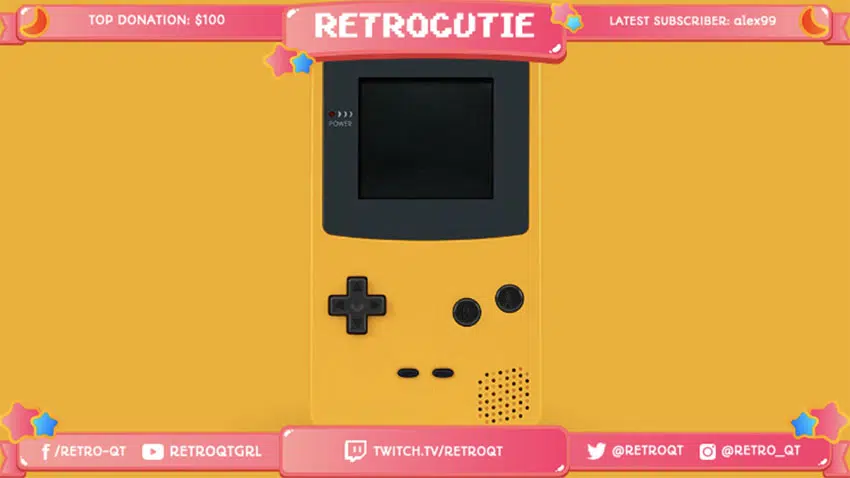 TOP DONATION: $100
RETROCUTIE
LATEST SUBSCRIBER: alex99
POWER
/RETRO-QT
RETROQTGRL
TWITCH.TV/RETROQT
@RETROQT
@RETRO_QT